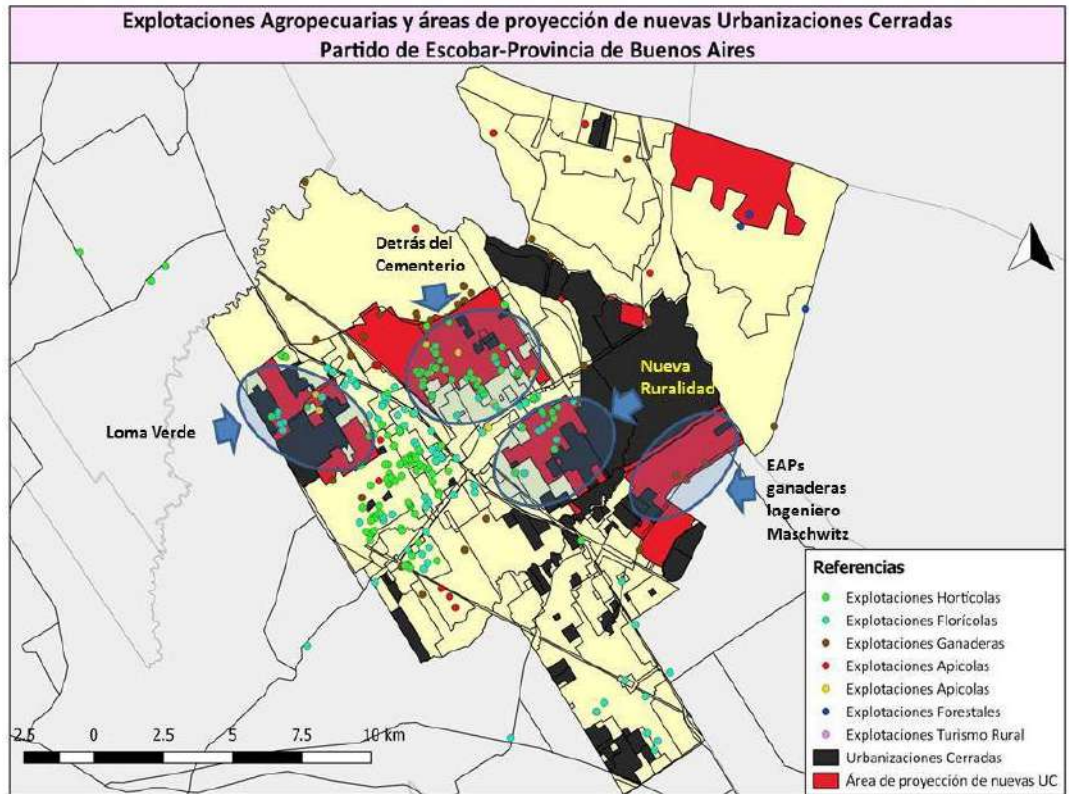 Explotaciones Agropecuarias y áreas de proyección de nuevas Urbanizaciones Cerradas
Partido de Escobar-Provincia de Buenos Aires
Detrás del
Cementerio
Nueva
Ruralidad
Loma Verde
EAPs
ganaderas
Ingeniero
Maschwitz
Referencias
Explotaciones Hortícolas
Explotaciones Florícolas
Explotaciones Ganaderas
Explotaciones Apicolas
Explotaciones Apicolas
Explotaciones Forestales
Explotaciones Turismo Rural
Urbanizaciones Cerradas
Área de proyección de nuevas UC
2.5 0 2.5 5 7.5 10 km